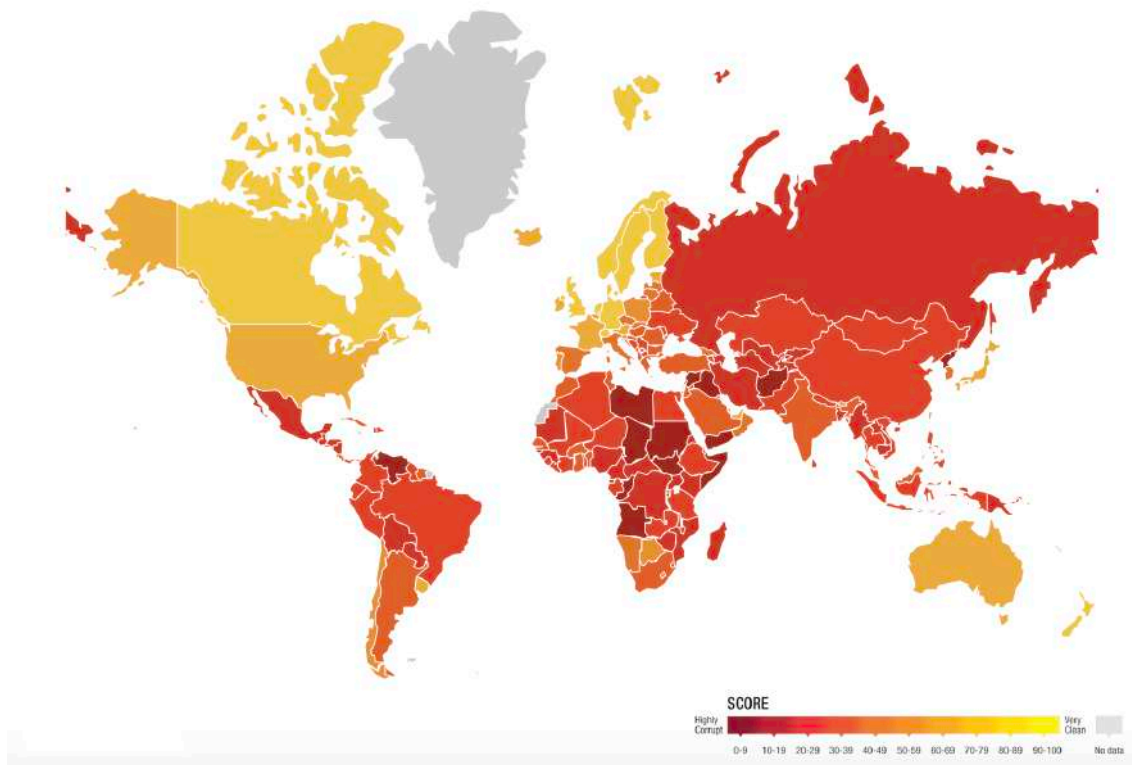 SCORE
Highly
Corrupt
Very
Clean
0-9 10-19 20-29 30-39 40-49 50-59 60-69 70-79 80-89 90-100 No data